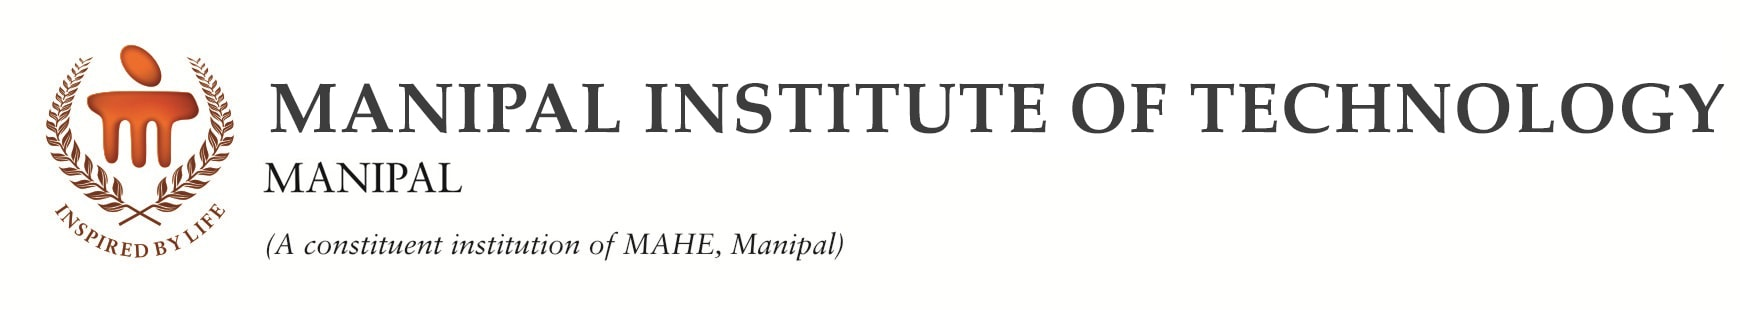 MANIPAL INSTITUTE OF TECHNOLOGY
MANIPAL
(A constituent institution of MAHE, Manipal)
INSPIRED BY LIFE